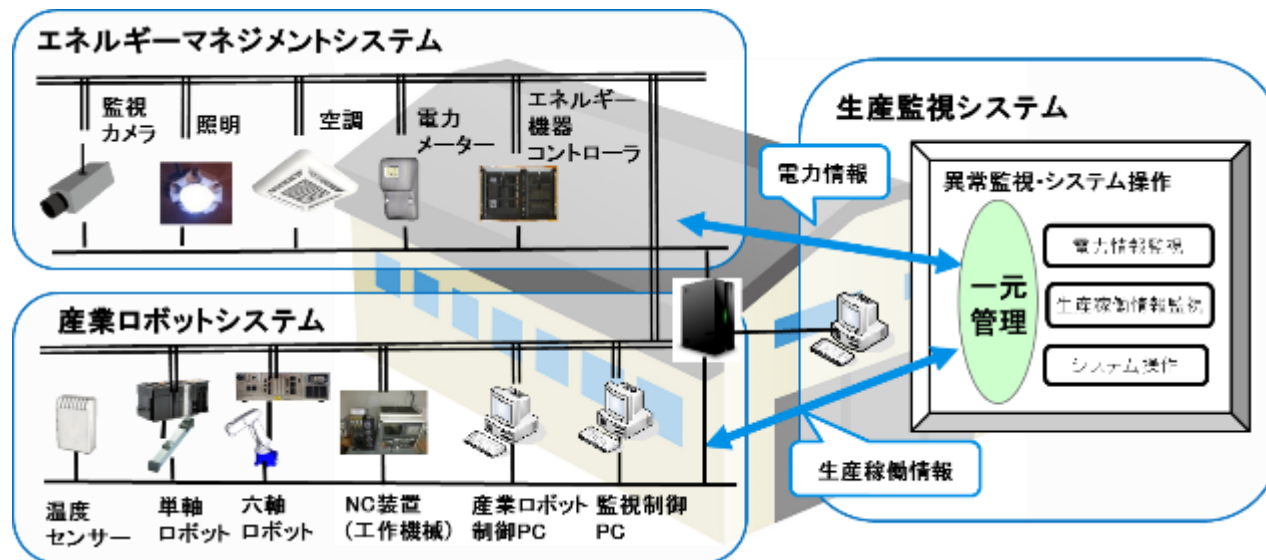 エネルギーマネジメントシステム
監視
カメラ
照明
空調
電力
メーター
エネルギー
機器
コントローラ
産業ロボットシステム
温度
センサー
単軸
ロボット
六軸
ロボット
NC装置
(工作機械)
産業ロボット
制御PC
監視制御
PC
生産監視システム
電力情報
異常監視・システム操作
一元
管理
電力情報監視
生産稼働情報監視
システム操作
生産稼働情報